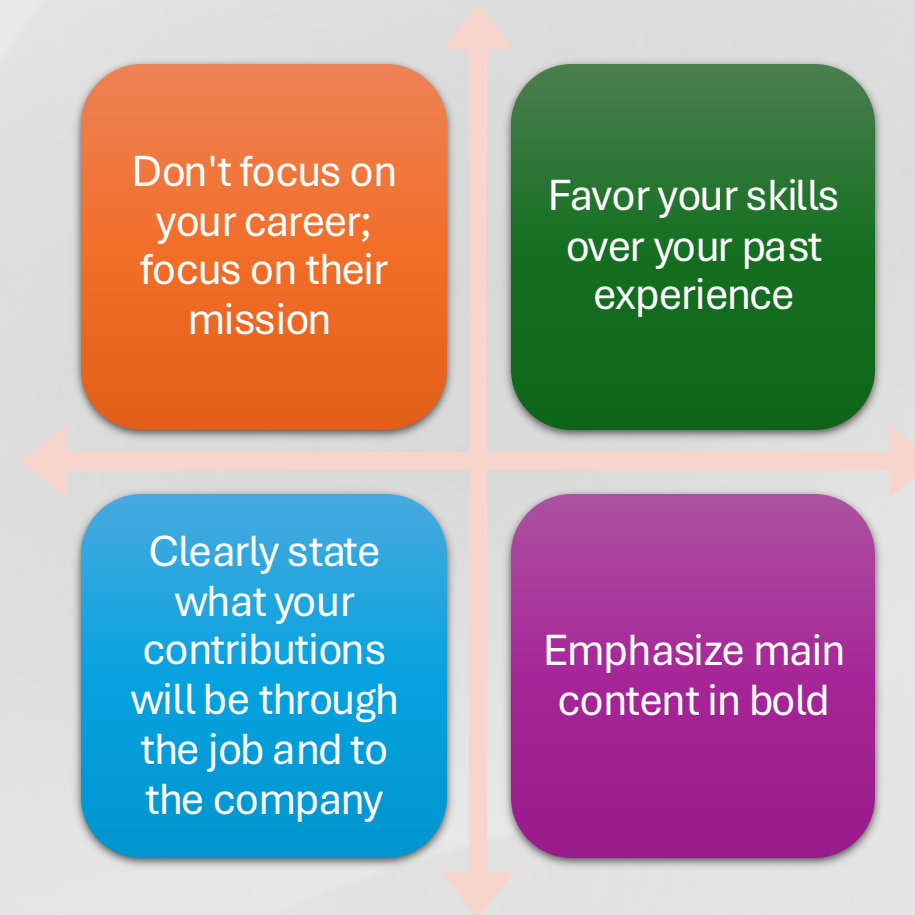 Don't focus on
your career;
focus on their
mission
Favor your skills
over your past
experience
Clearly state
what your
contributions
will be through
the job and to
the company
Emphasize main
content in bold